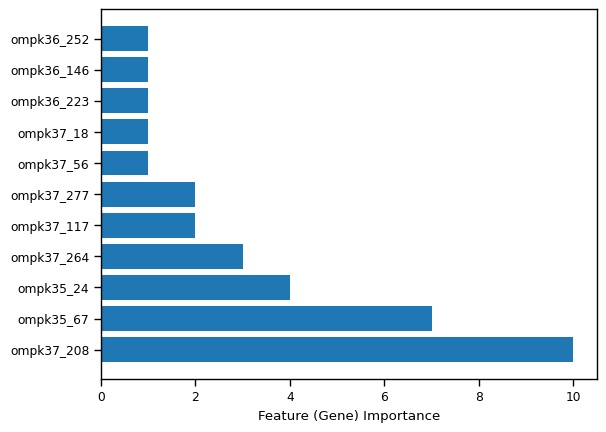 ompk36_252
ompk36_146
ompk36_223
ompk37_18
ompk37_56
ompk37_277
ompk37_117
ompk37_264
ompk35_24
ompk35_67
ompk37_208
0 2 4 6 8 10
Feature (Gene) Importance